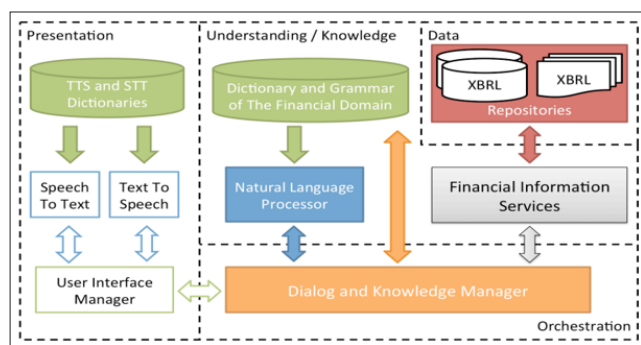 Presentation
Understanding / Knowledge
Data
TTS and STT
Dictionaries
Dictionary and Grammar
of The Financial Domain
XBRL
XBRL
Repositories
Speech
To Text
Text To
Speech
Natural Language
Processor
Financial Information
Services
User Interface
Manager
Dialog and Knowledge Manager
Orchestration